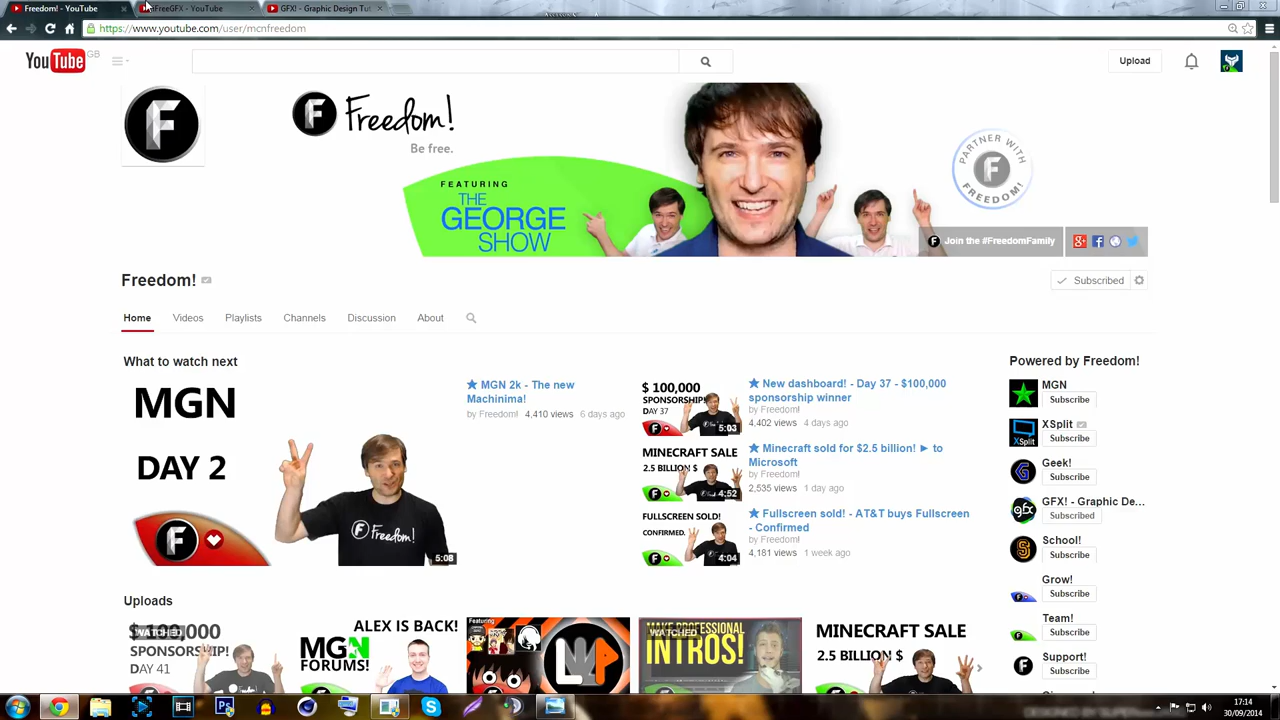 Freedom! - YouTube
FreeGFX - YouTube
GFX! - Graphic Design Tut
https://www.youtube.com/user/mcnfreedom
YouTube GB
Upload
F
F Freedom!
Be free.
FEATURING
THE
GEORGE
SHOW
PARTNER WITH
F
FREEDOM!
Join the #FreedomFamily
Freedom!
Subscribed
Home Videos Playlists Channels Discussion About
What to watch next
MGN
DAY 2
Freedom!
5:08
MGN 2k - The new
Machinima!
by Freedom! 4,410 views 6 days ago
$ 100,000
SPONSORSHIP!
DAY 37
5:03
New dashboard! - Day 37 - $100,000
sponsorship winner
by Freedom!
4,402 views 4 days ago
MINECRAFT SALE
2.5 BILLION $
4:52
Minecraft sold for $2.5 billion! ► to
Microsoft
by Freedom!
2,535 views 1 day ago
FULLSCREEN SOLD!
CONFIRMED.
4:04
Fullscreen sold! - AT&T buys Fullscreen
- Confirmed
by Freedom!
4,181 views 1 week ago
Powered by Freedom!
MGN
Subscribe
XSplit
XSplit
Subscribe
Geek!
Subscribe
gfx
GFX! - Graphic De...
Subscribed
School!
Subscribe
Grow!
Subscribe
Team!
Subscribe
Support!
Subscribe
Uploads
WATCHED
$ 100,000
SPONSORSHIP!
DAY 41
ALEX IS BACK!
MGN
FORUMS!
Featuring
WATCHED
MAKE PROFESSIONAL
INTROS!
MINECRAFT SALE
2.5 BILLION $
17:14
30/09/2014